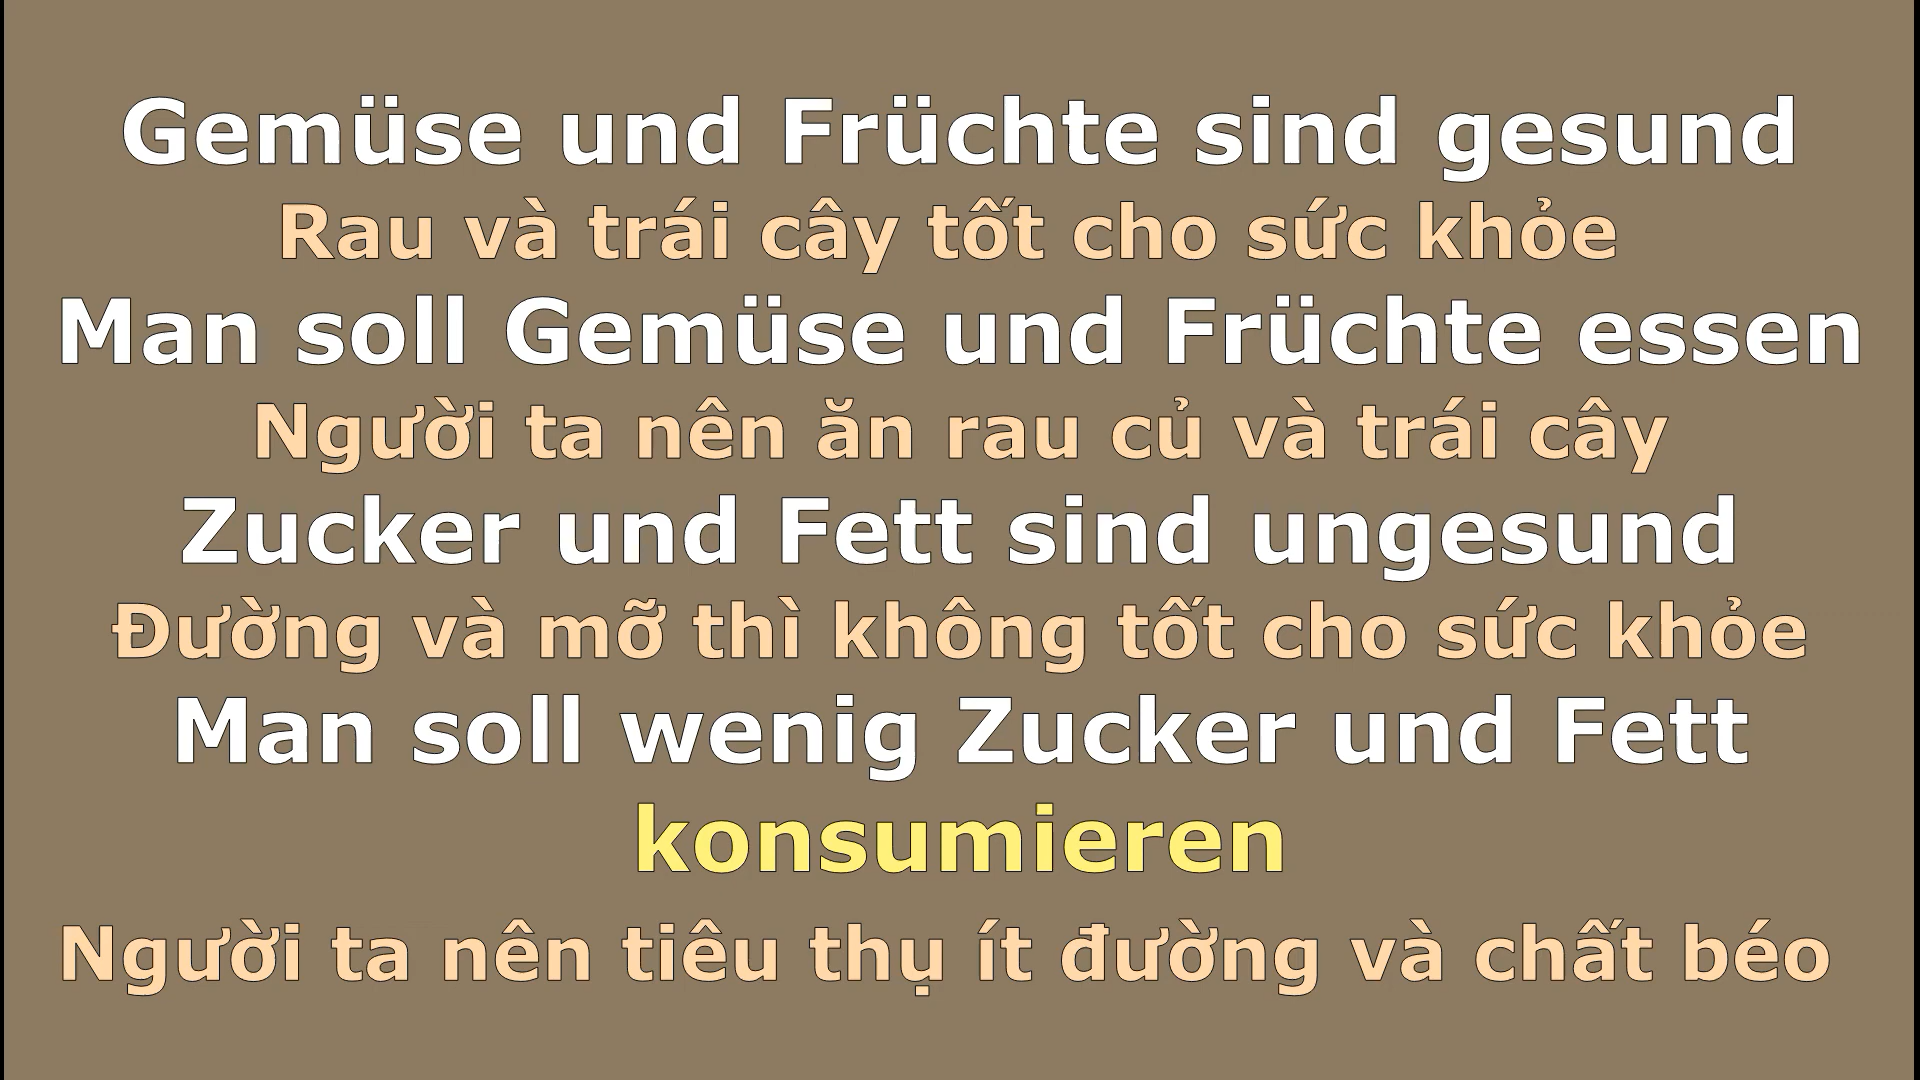 Gemüse und Früchte sind gesund
Rau và trái cây tốt cho sức khỏe
Man soll Gemüse und Früchte essen
Người ta nên ăn rau củ và trái cây
Zucker und Fett sind ungesund
Đường và mỡ thì không tốt cho sức khỏe
Man soll wenig Zucker und Fett
konsumieren
Người ta nên tiêu thụ ít đường và chất béo